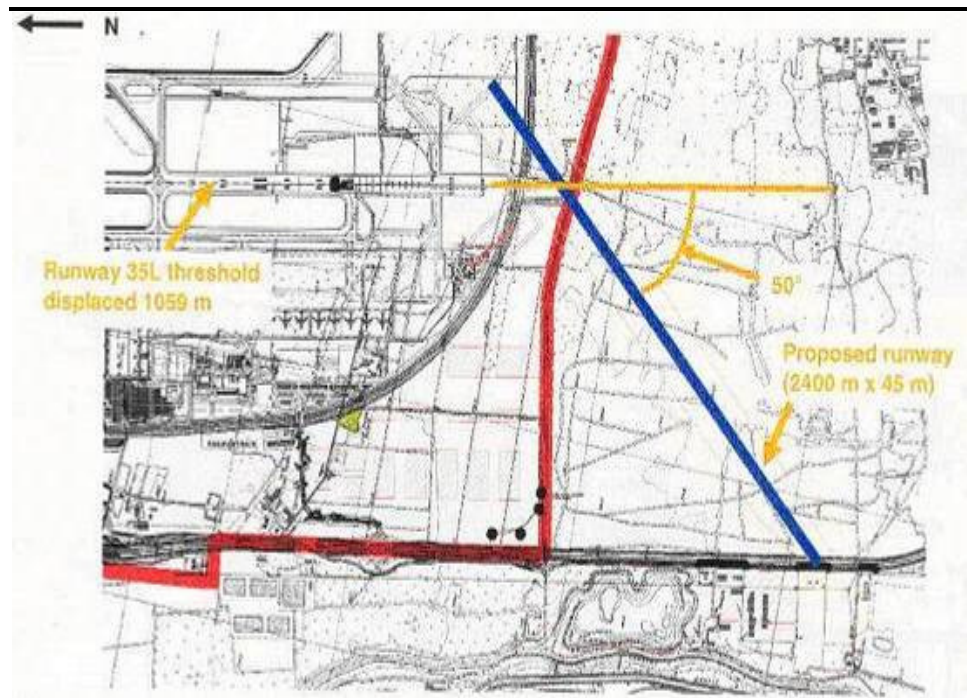 N
Runway 35L threshold
displaced 1059 m
50°
Proposed runway
(2400 m x 45 m)